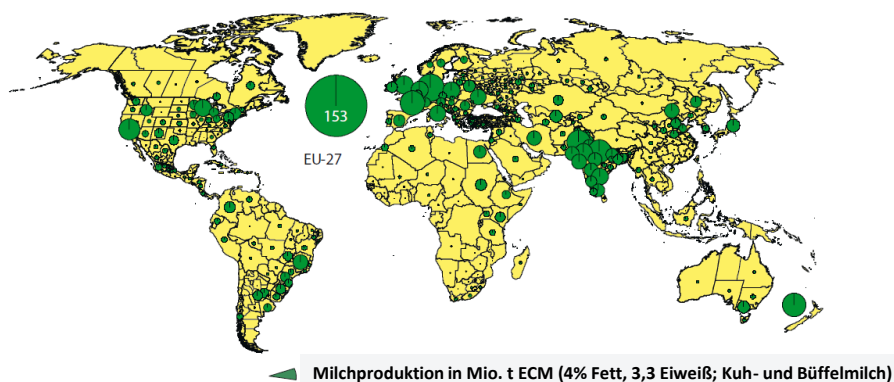 153
EU-27
Milchproduktion in Mio. t ECM (4% Fett, 3,3 Eiweiß; Kuh- und Büffelmilch)